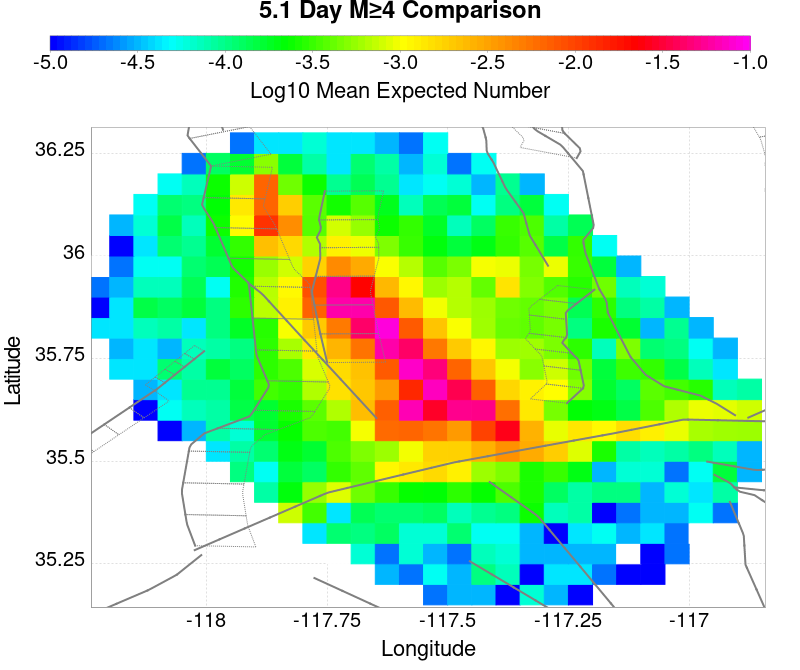 5.1 Day M≥4 Comparison
-5.0 -4.5 -4.0 -3.5 -3.0 -2.5 -2.0 -1.5 -1.0
Log10 Mean Expected Number
36.25
36
35.75
35.5
35.25
Latitude
-118 -117.75 -117.5 -117.25 -117
Longitude